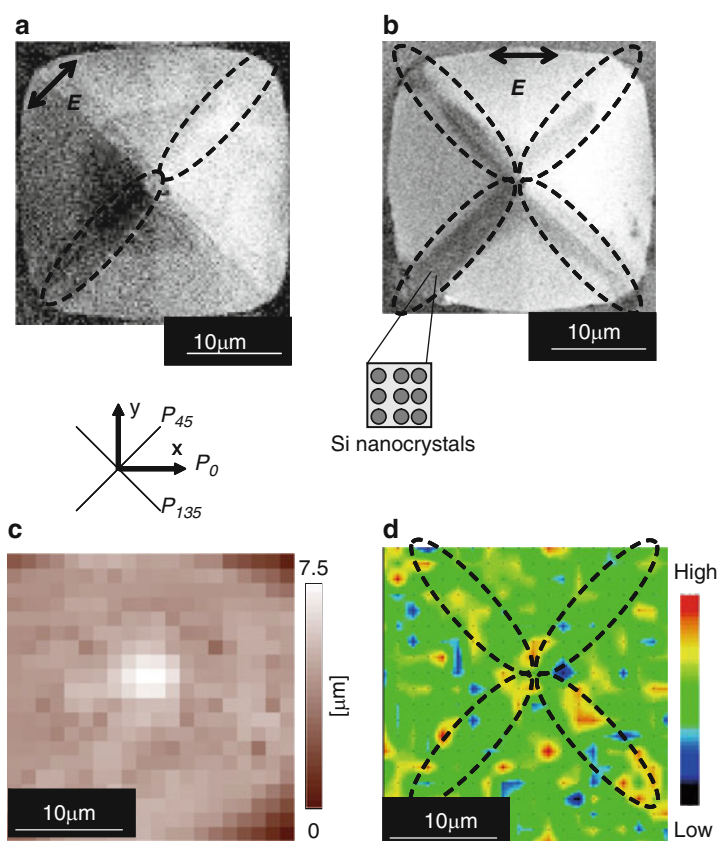 a
E
10μm
b
E
10μm
Si nanocrystals
y
P45
x
P0
P135
c
7.5
[μm]
0
10μm
d
High
Low
10μm